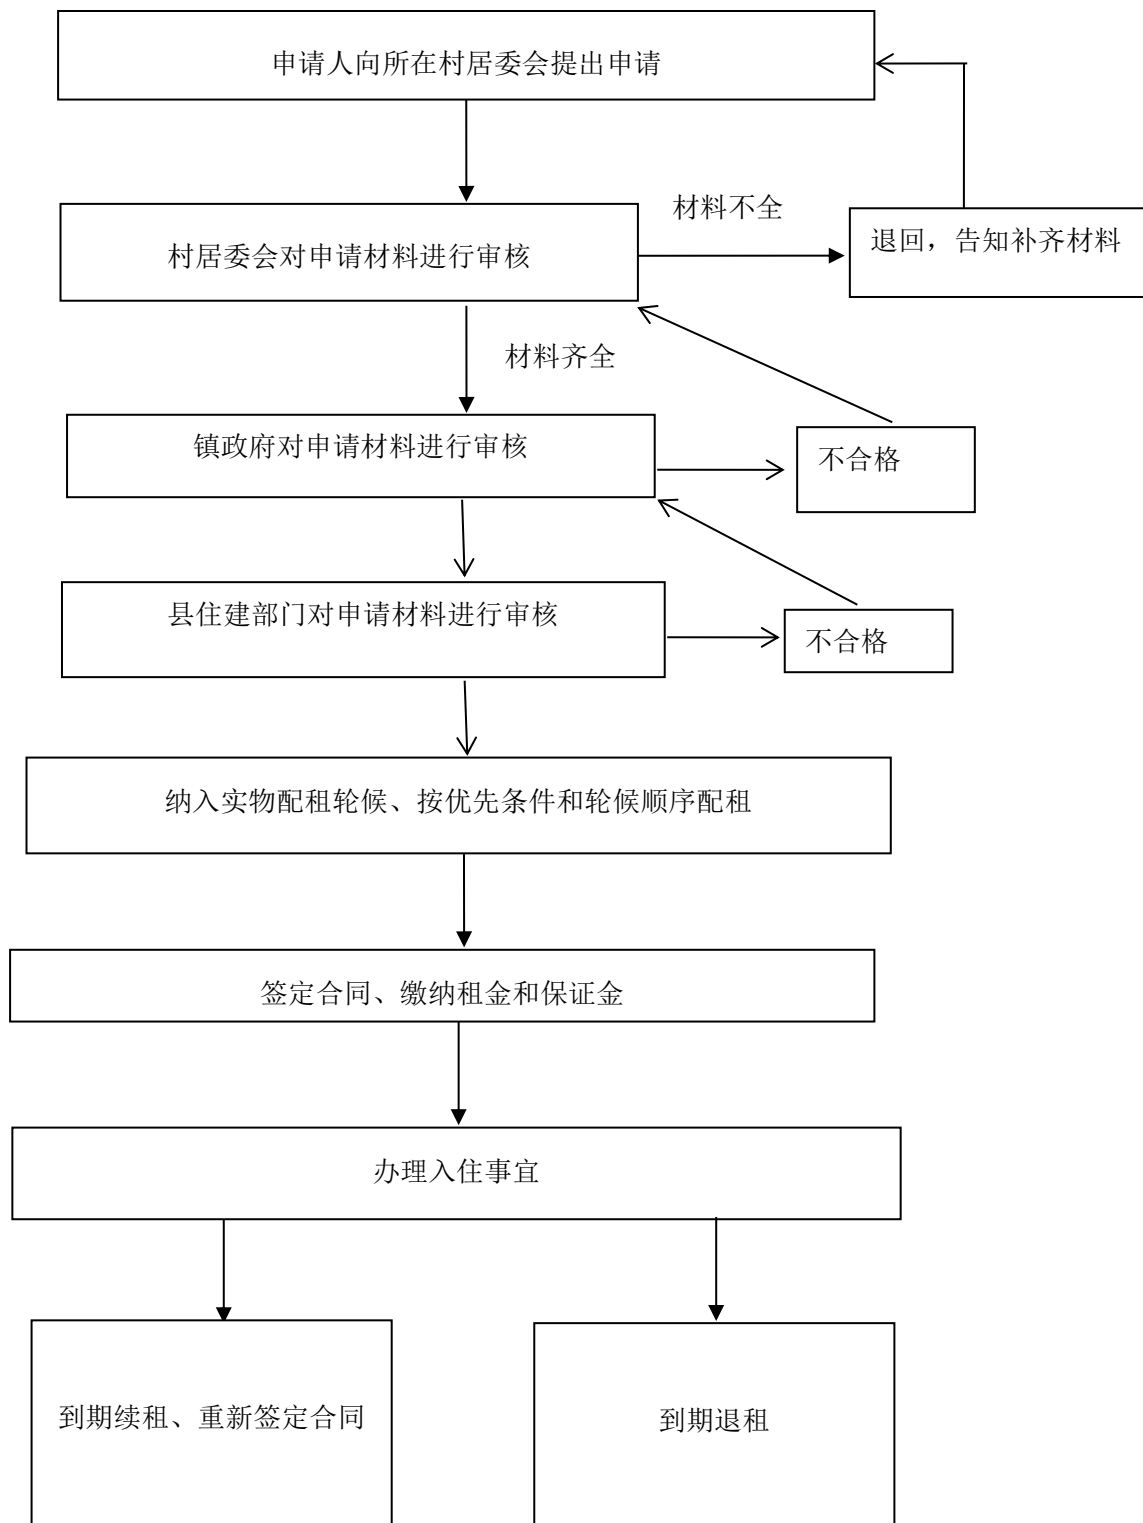 申请人向所在村居委会提出申请
材料不全
退回，告知补齐材料
村居委会对申请材料进行审核
材料齐全
镇政府对申请材料进行审核
不合格
县住建部门对申请材料进行审核
不合格
纳入实物配租轮候、按优先条件和轮候顺序配租
签定合同、缴纳租金和保证金
办理入住事宜
到期续租、重新签定合同
到期退租